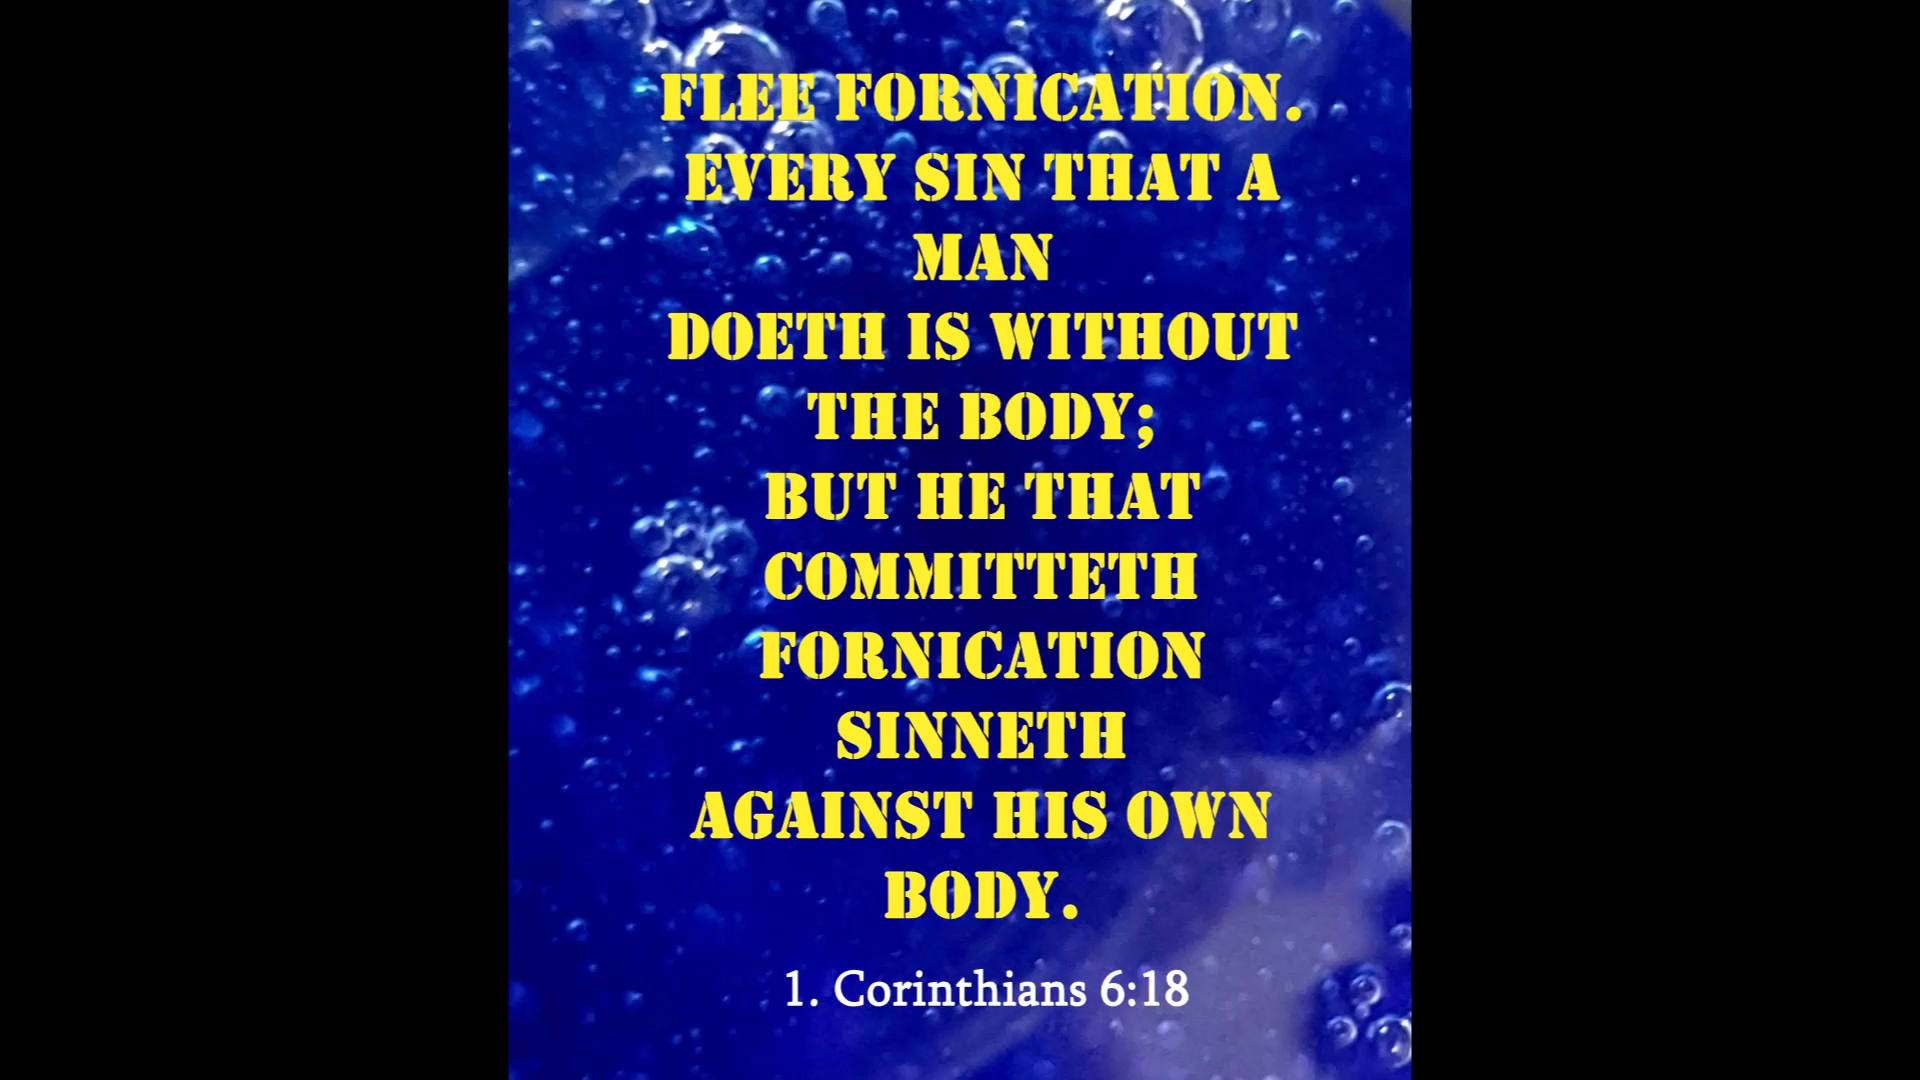 FLEE FORNICATION.
EVERY SIN THAT A
MAN
DOETH IS WITHOUT
THE BODY;
BUT HE THAT
COMMITTETH
FORNICATION
SINNETH
AGAINST HIS OWN
BODY.
1. Corinthians 6:18